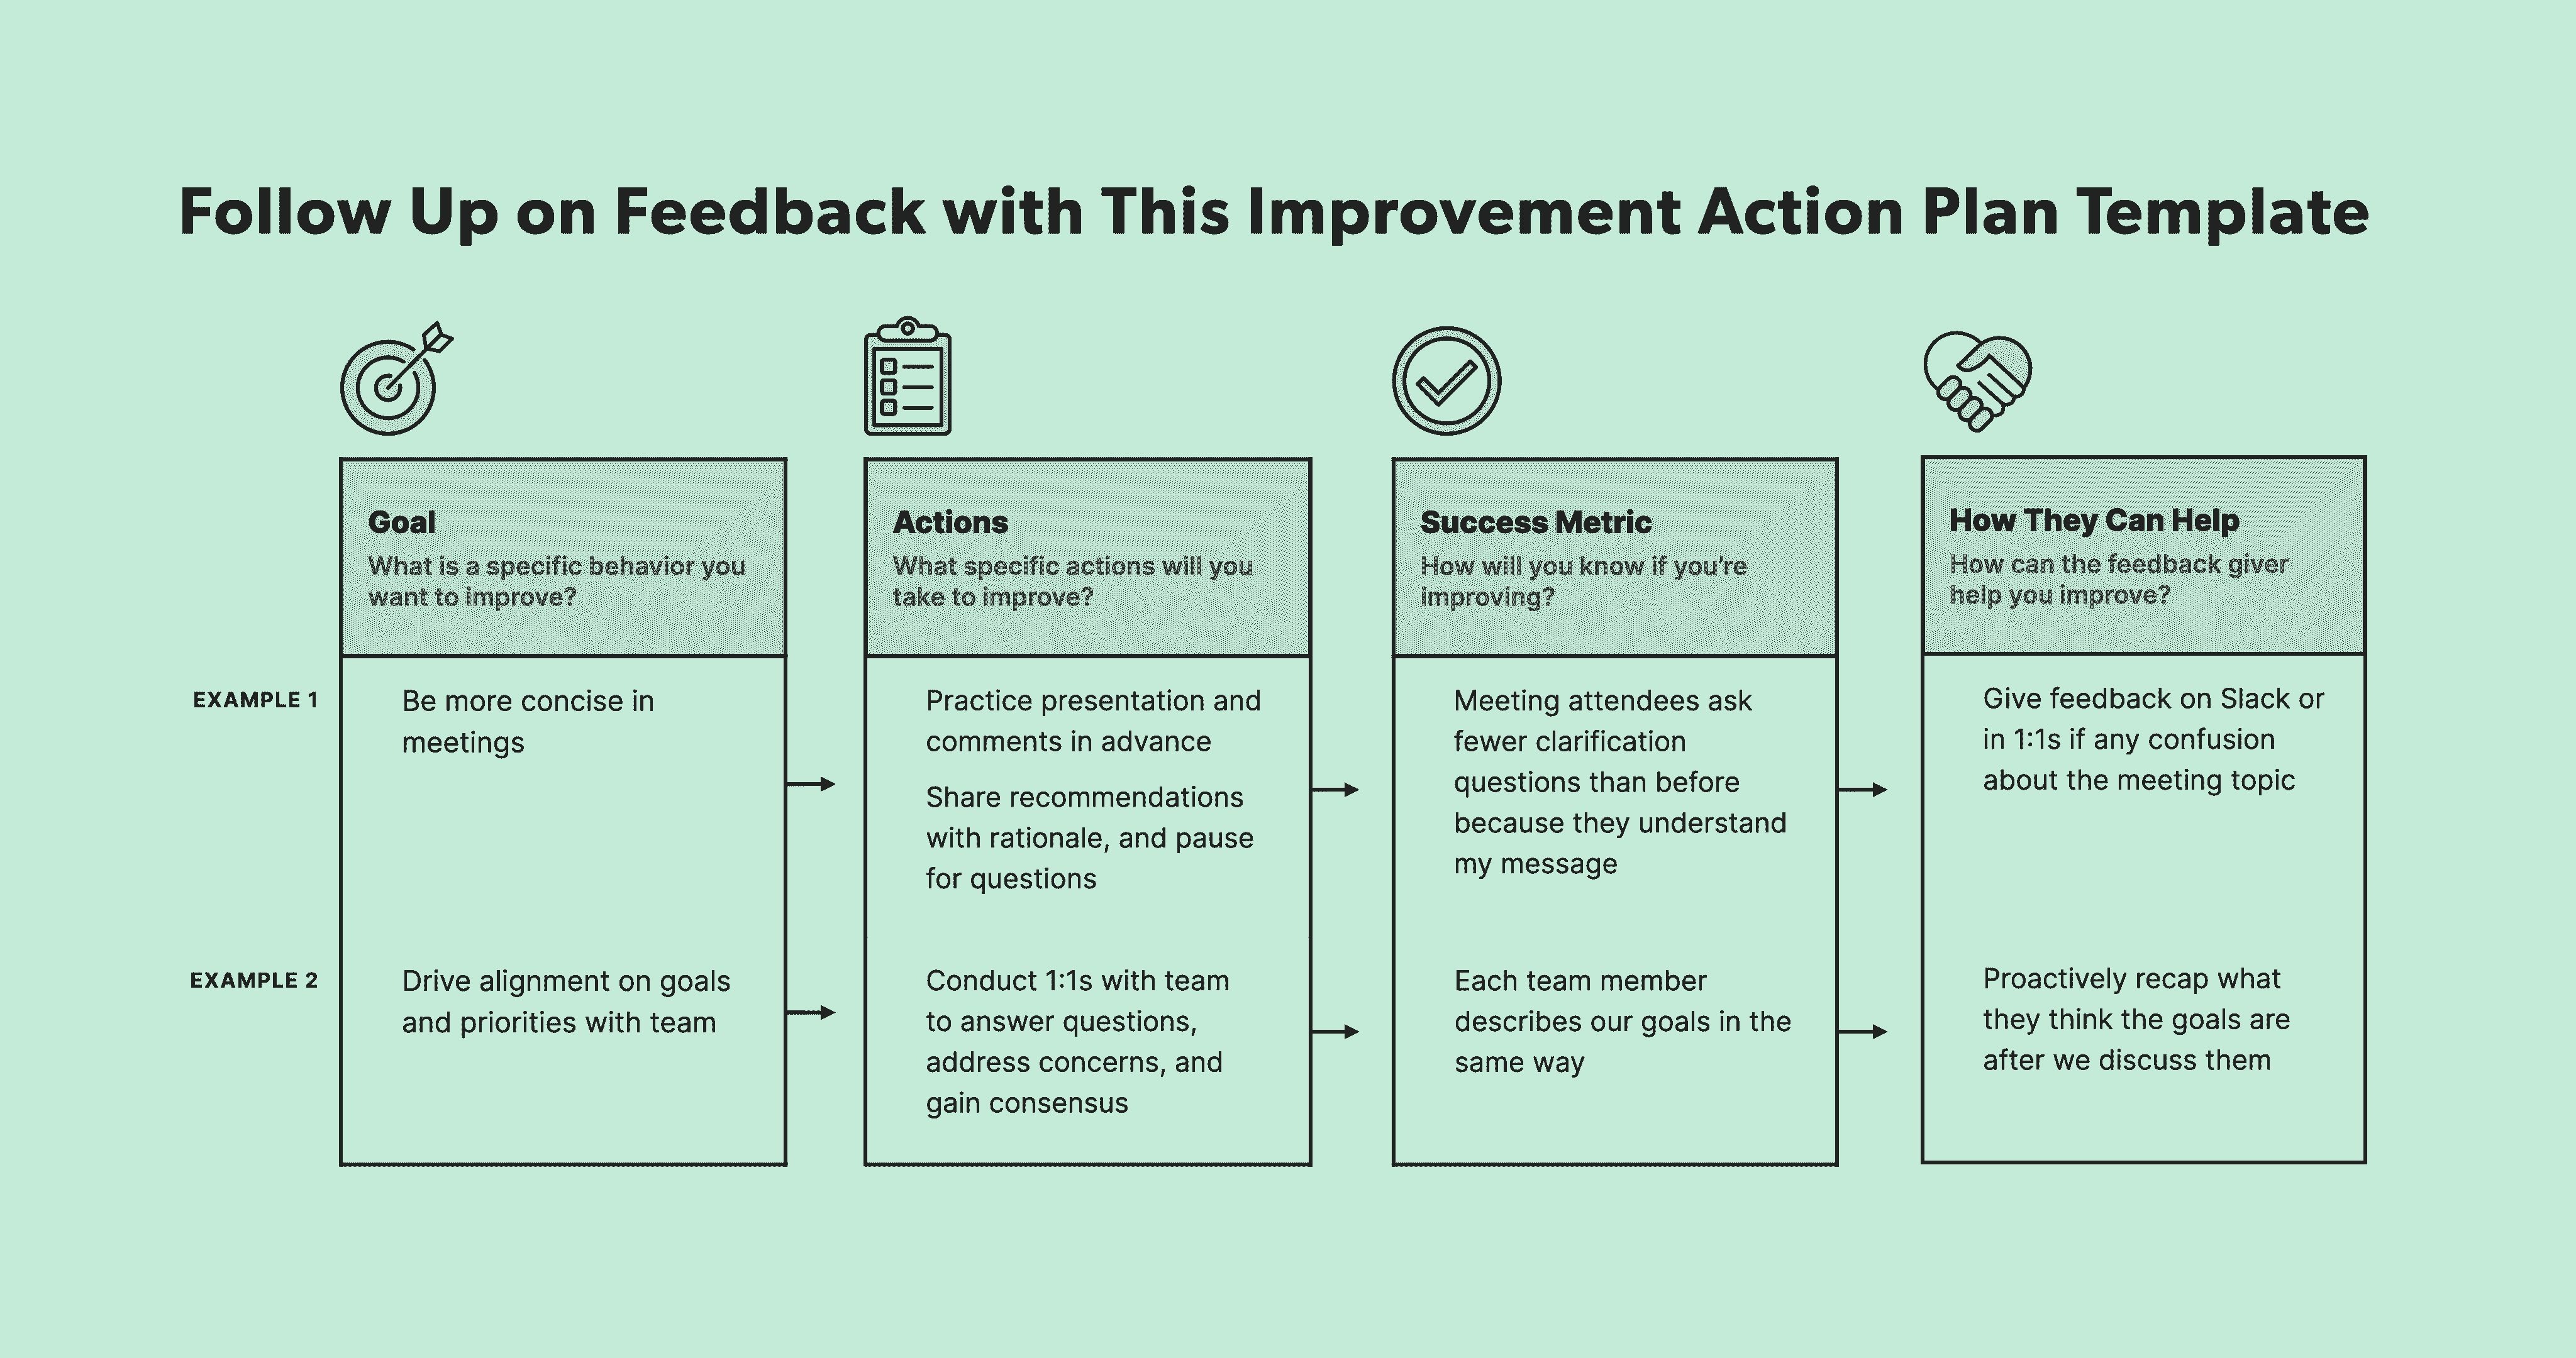 Follow Up on Feedback with This Improvement Action Plan Template
Goal
What is a specific behavior you
want to improve?
Actions
What specific actions will you
take to improve?
Success Metric
How will you know if you’re
improving?
How They Can Help
How can the feedback giver
help you improve?
EXAMPLE 1
Be more concise in
meetings
Practice presentation and
comments in advance
Share recommendations
with rationale, and pause
for questions
Meeting attendees ask
fewer clarification
questions than before
because they understand
my message
Give feedback on Slack or
in 1:1s if any confusion
about the meeting topic
EXAMPLE 2
Drive alignment on goals
and priorities with team
Conduct 1:1s with team
to answer questions,
address concerns, and
gain consensus
Each team member
describes our goals in the
same way
Proactively recap what
they think the goals are
after we discuss them